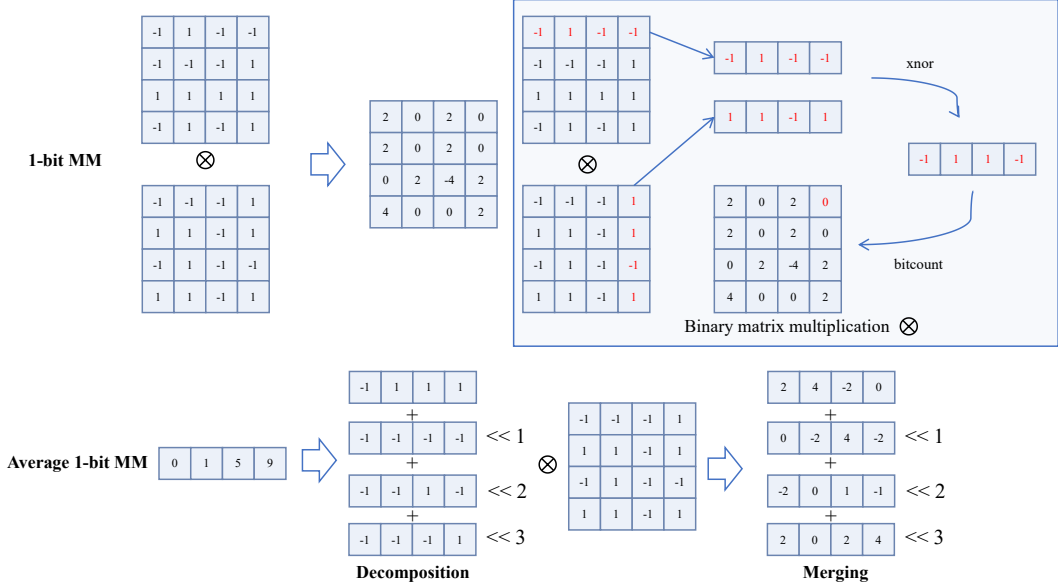 1-bit MM
-1 1 -1 -1
-1 -1 -1 1
1 1 1 1
-1 1 -1 1
⊗
-1 -1 -1 1
1 1 -1 1
-1 1 -1 -1
1 1 -1 1
2 0 2 0
2 0 2 0
0 2 -4 2
4 0 0 2
-1 1 -1 -1
-1 -1 -1 1
1 1 1 1
-1 1 -1 1
⊗
-1 -1 -1 1
1 1 -1 1
-1 1 -1 -1
1 1 -1 1
-1 1 -1 -1
1 1 -1 1
xnor
-1 1 1 -1
bitcount
2 0 2 0
2 0 2 0
0 2 -4 2
4 0 0 2
Binary matrix multiplication ⊗
Average 1-bit MM
0 1 5 9
-1 1 1 1
+
-1 -1 -1 -1 << 1
+
-1 -1 1 -1 << 2
+
-1 -1 -1 1 << 3
Decomposition
⊗
-1 -1 -1 1
1 1 -1 1
-1 1 -1 -1
1 1 -1 1
2 4 -2 0
+
0 -2 4 -2 << 1
+
-2 0 1 -1 << 2
+
2 0 2 4 << 3
Merging